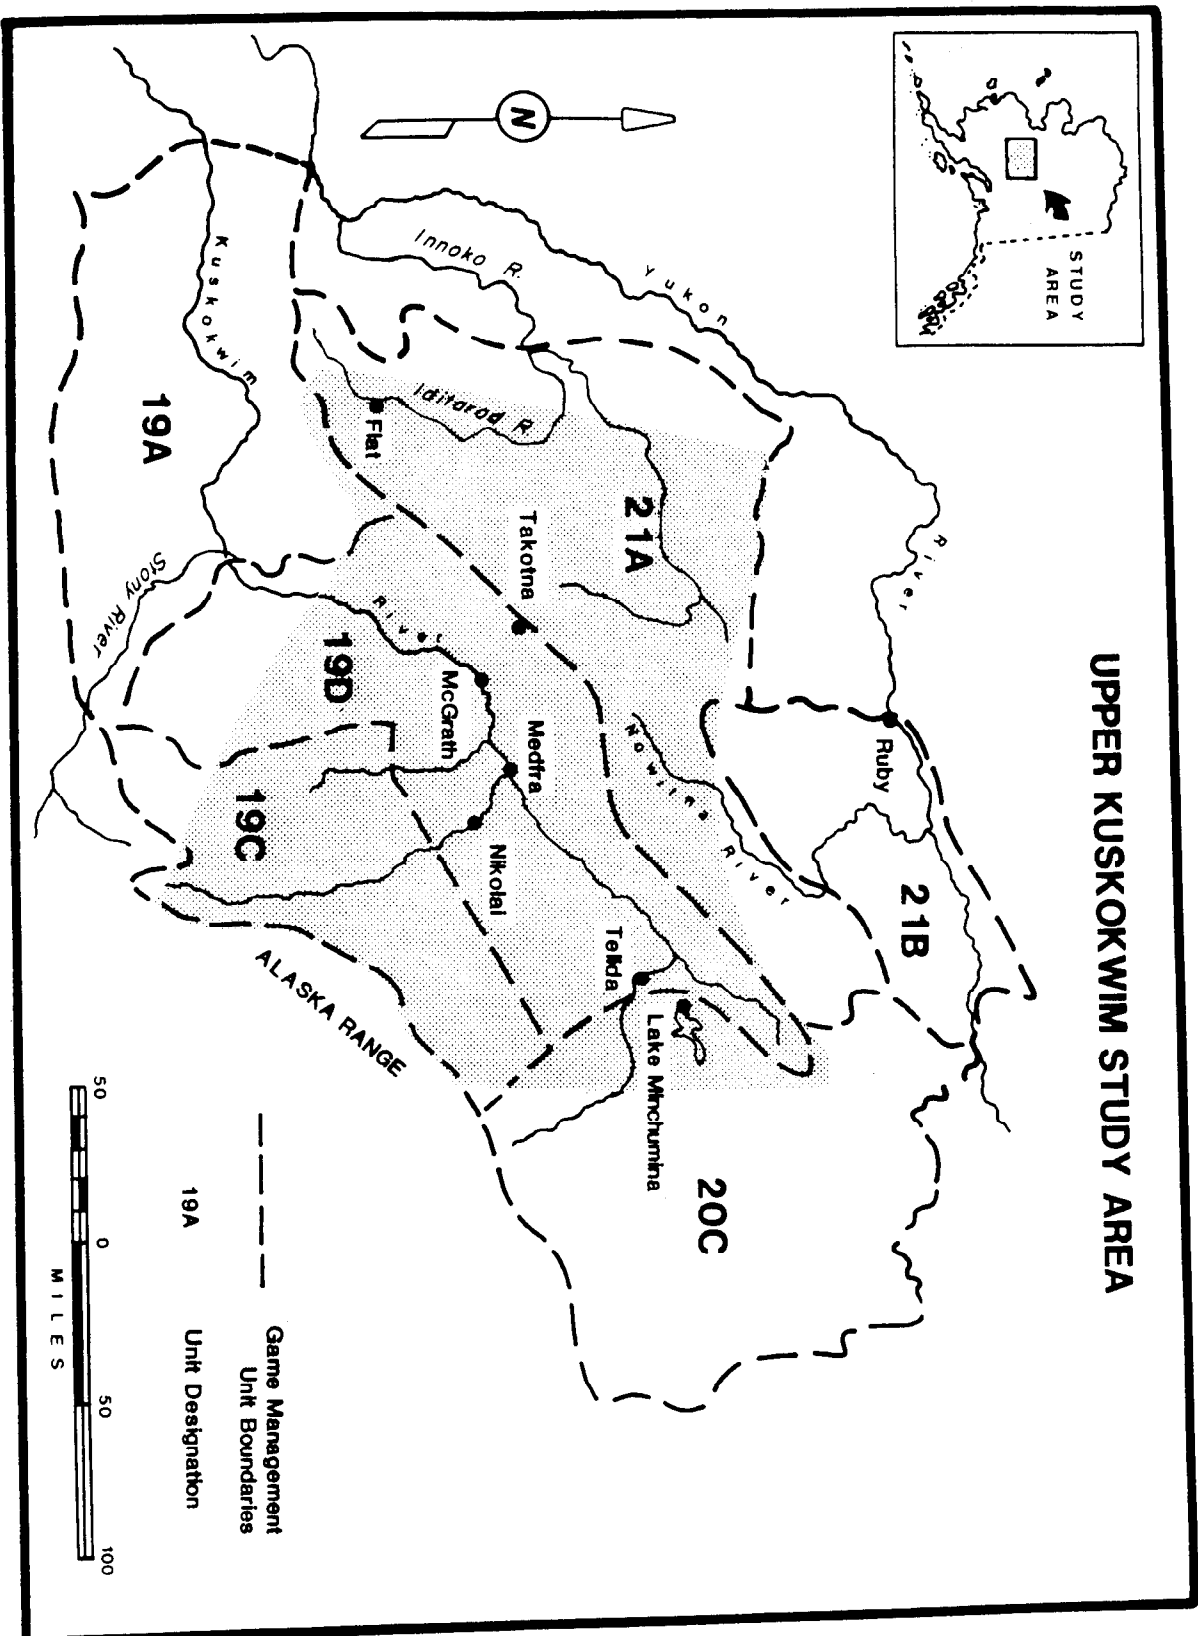 UPPER KUSKOKWIM STUDY AREA
STUDY
AREA
N
Yukon
River
Innoko R.
Iditarod R.
Ruby
21B
21A
Nowitna River
Takotna
Flat
Kuskokwim
River
Medfra
McGrath
Telida
Lake Minchumina
20C
Nikolai
19D
19A
Stony River
19C
ALASKA RANGE
Game Management
Unit Boundaries
19A
Unit Designation
50
0
50
100
MILES